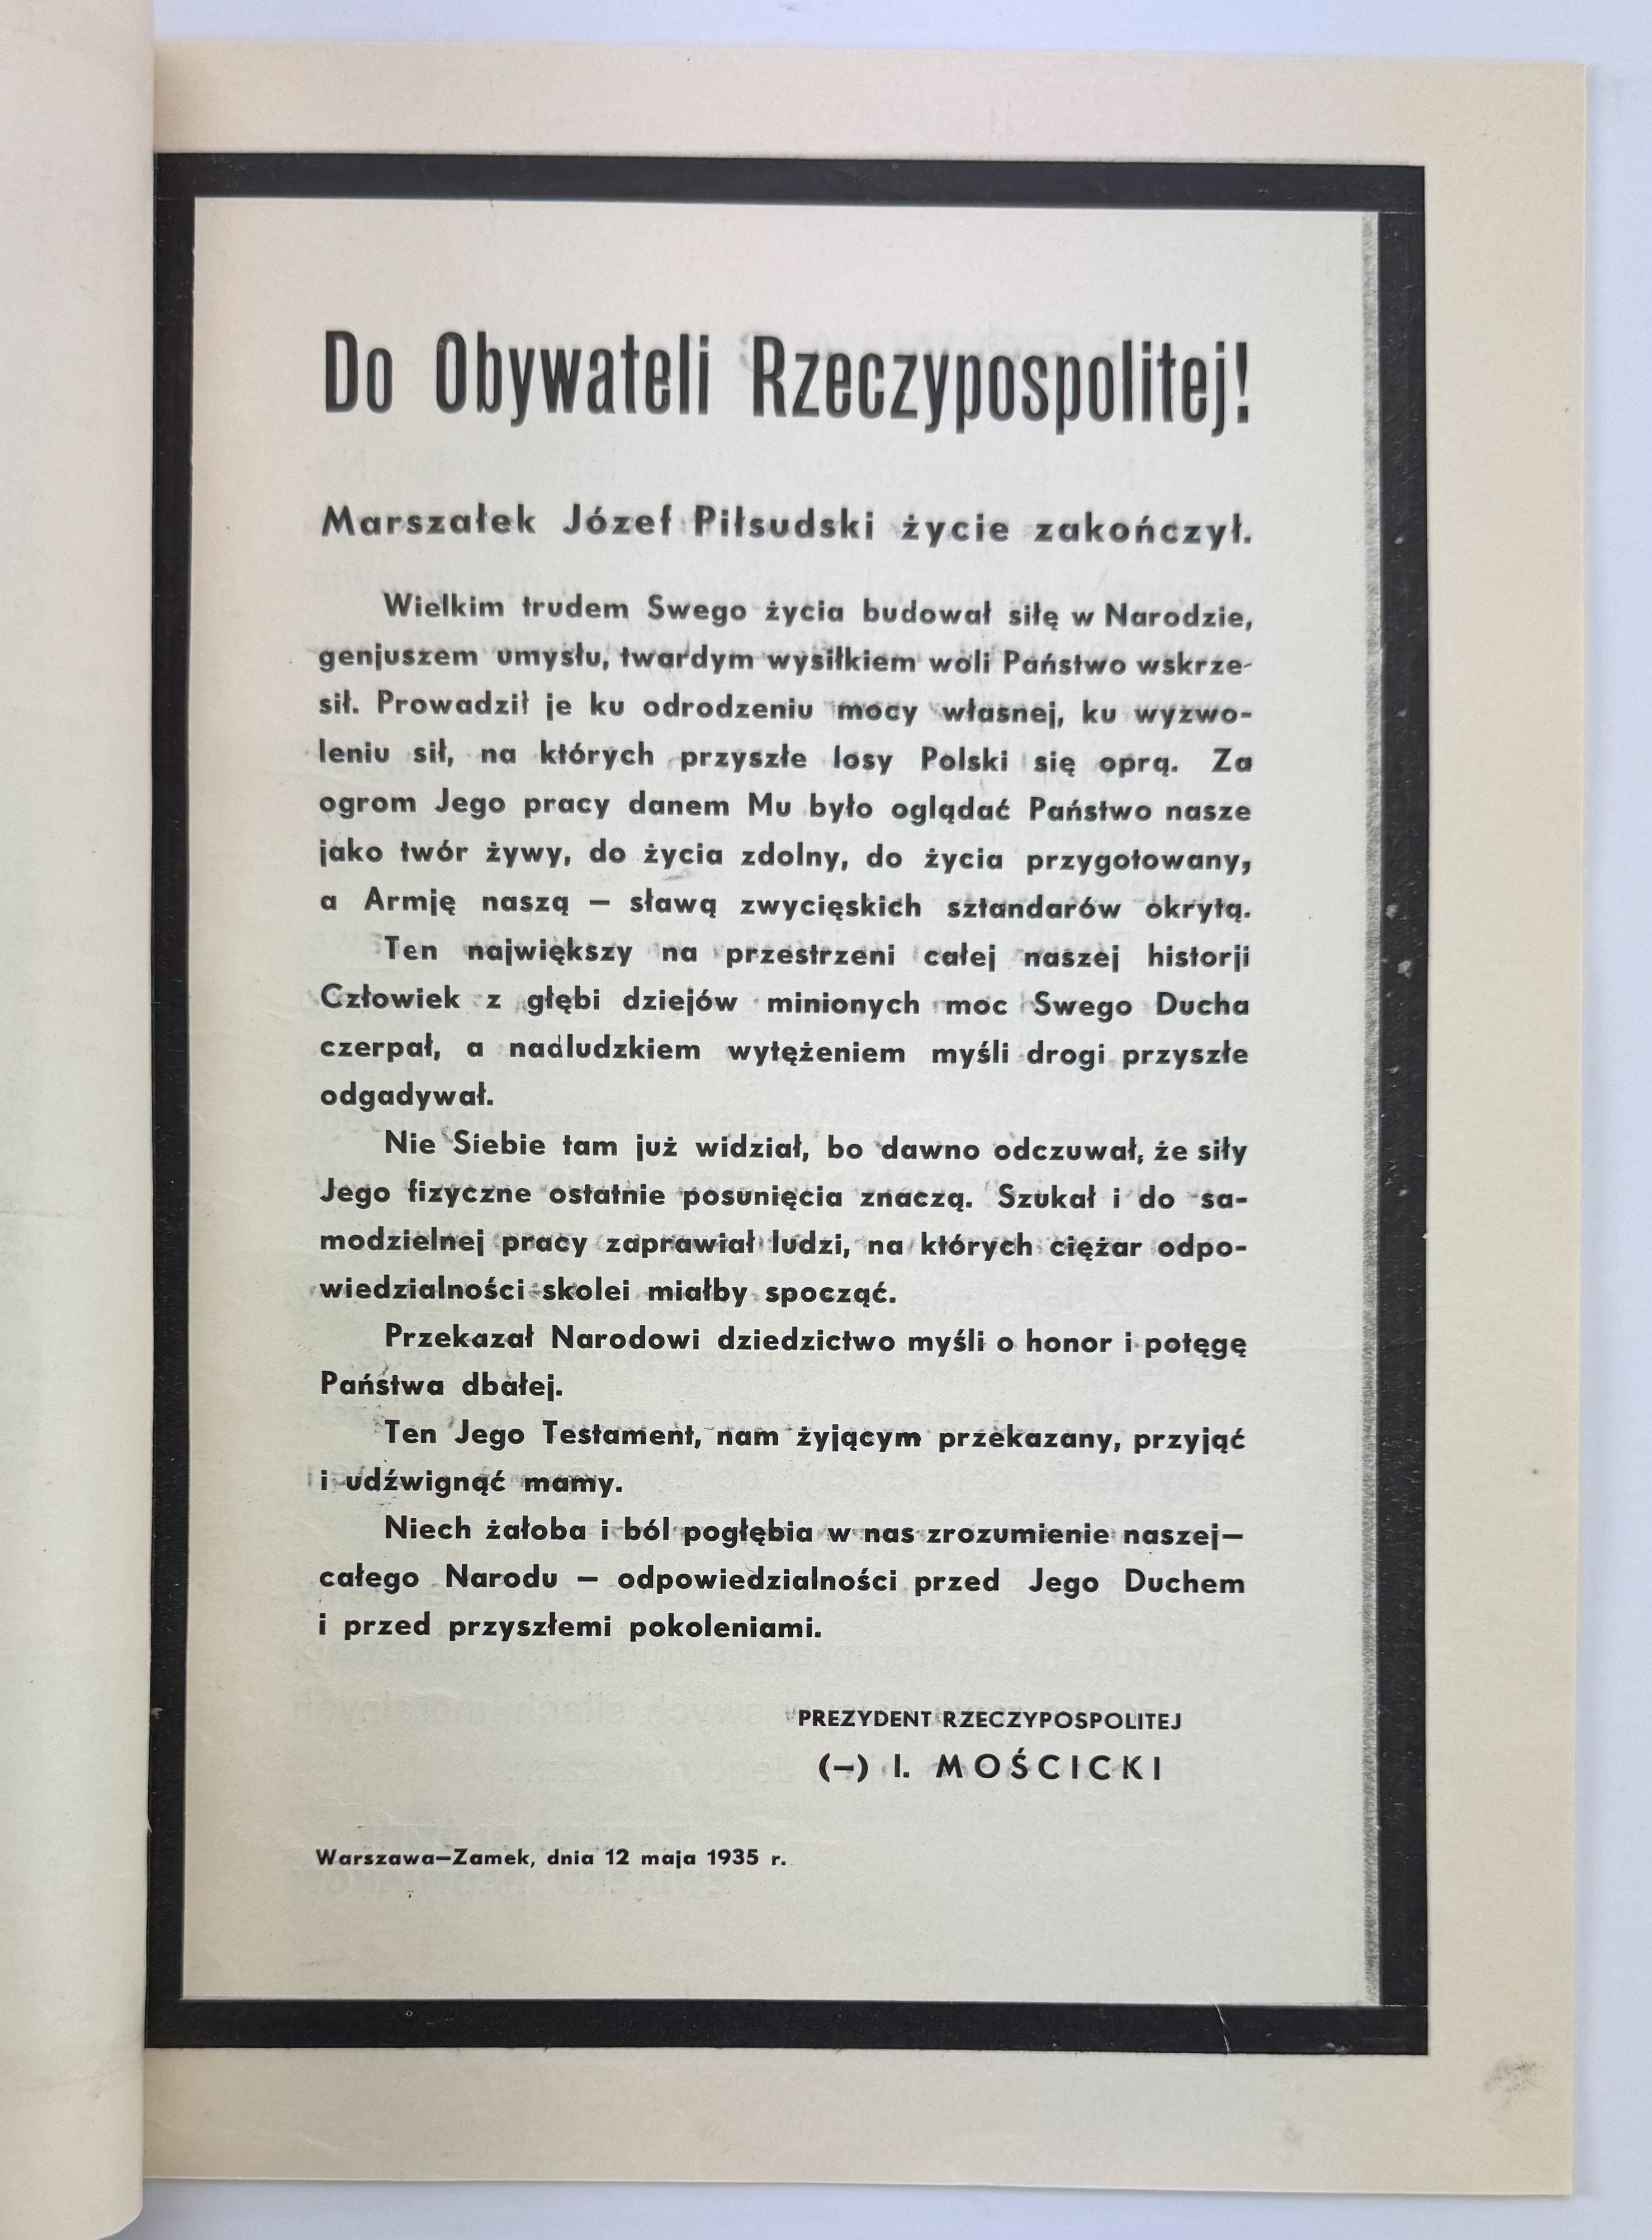 Do Obywateli Rzeczypospolitej!
Marszałek Józef Piłsudski życie zakończył.
Wielkim trudem Swego życia budował siłę w Narodzie,
genjuszem umysłu, twardym wysiłkiem woli Państwo wskrze-
sił. Prowadził je ku odrodzeniu mocy własnej, ku wyzwo-
leniu sił, na których przyszłe losy Polski się oprą. Za
ogrom Jego pracy danem Mu było oglądać Państwo nasze
jako twór żywy, do życia zdolny, do życia przygotowany,
a Armję naszą — sławą zwycięskich sztandarów okrytą.
Ten największy na przestrzeni całej naszej historji
Człowiek z głębi dziejów minionych moc Swego Ducha
czerpał, a nadludzkiem wytężeniem myśli drogi przyszłe
odgadywał.
Nie Siebie tam już widział, bo dawno odczuwał, że siły
Jego fizyczne ostatnie posunięcia znaczą. Szukał i do sa-
modzielnej pracy zaprawiał ludzi, na których ciężar odpo-
wiedzialności skolei miałby spocząć.
Przekazał Narodowi dziedzictwo myśli o honor i potęgę
Państwa dbałej.
Ten Jego Testament, nam żyjącym przekazany, przyjąć
i udźwignąć mamy.
Niech żałoba i ból pogłębia w nas zrozumienie naszej—
całego Narodu — odpowiedzialności przed Jego Duchem
i przed przyszłemi pokoleniami.
PREZYDENT RZECZYPOSPOLITEJ
(—) I. MOŚCICKI
Warszawa—Zamek, dnia 12 maja 1935 r.